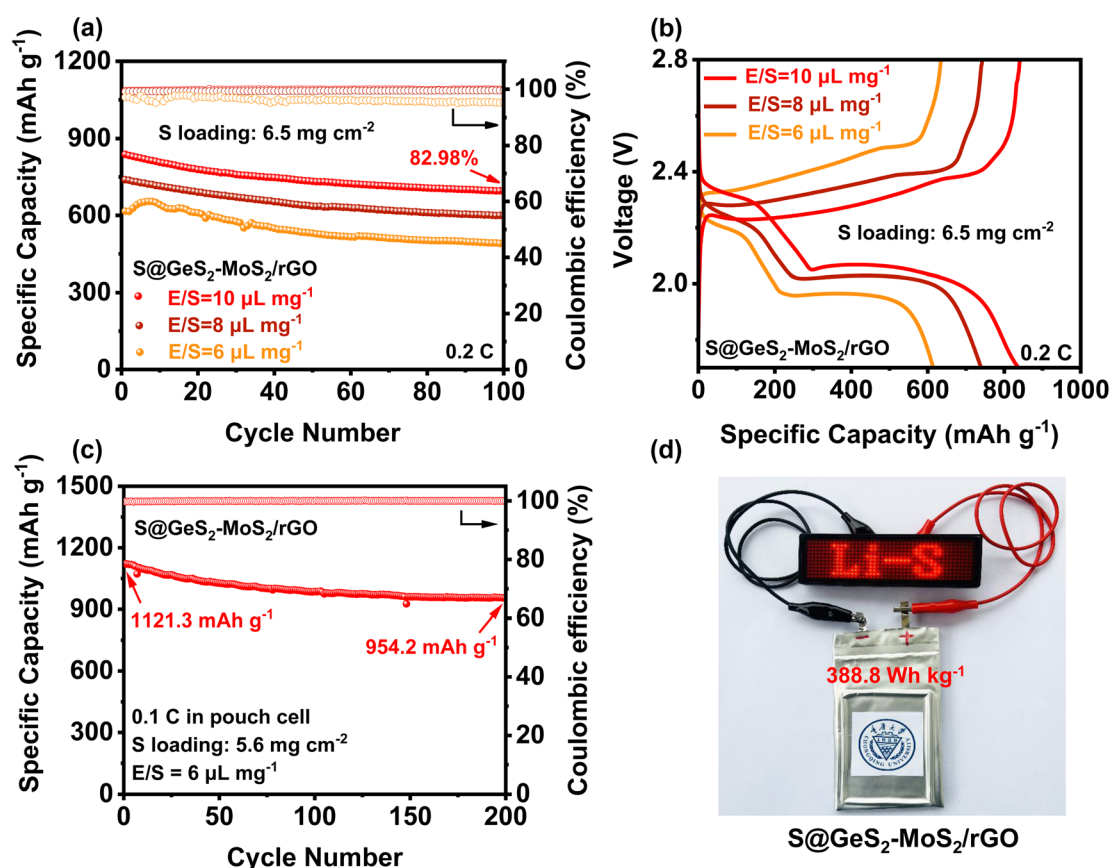 (a)
1200
900
600
300
0
Specific Capacity (mAh g⁻¹)
100
80
60
40
20
0
Coulombic efficiency (%)
S loading: 6.5 mg cm⁻²
82.98%
S@GeS₂-MoS₂/rGO
E/S=10 µL mg⁻¹
E/S=8 µL mg⁻¹
E/S=6 µL mg⁻¹
0.2 C
0 20 40 60 80 100
Cycle Number
(b)
2.8
2.4
2.0
Voltage (V)
E/S=10 µL mg⁻¹
E/S=8 µL mg⁻¹
E/S=6 µL mg⁻¹
S loading: 6.5 mg cm⁻²
S@GeS₂-MoS₂/rGO
0.2 C
0 200 400 600 800 1000
Specific Capacity (mAh g⁻¹)
(c)
1500
1200
900
600
300
0
Specific Capacity (mAh g⁻¹)
100
80
60
40
20
0
Coulombic efficiency (%)
S@GeS₂-MoS₂/rGO
1121.3 mAh g⁻¹
954.2 mAh g⁻¹
0.1 C in pouch cell
S loading: 5.6 mg cm⁻²
E/S = 6 µL mg⁻¹
0 50 100 150 200
Cycle Number
(d)
Li-S
- +
388.8 Wh kg⁻¹
1929
CHONGQING UNIVERSITY
S@GeS₂-MoS₂/rGO